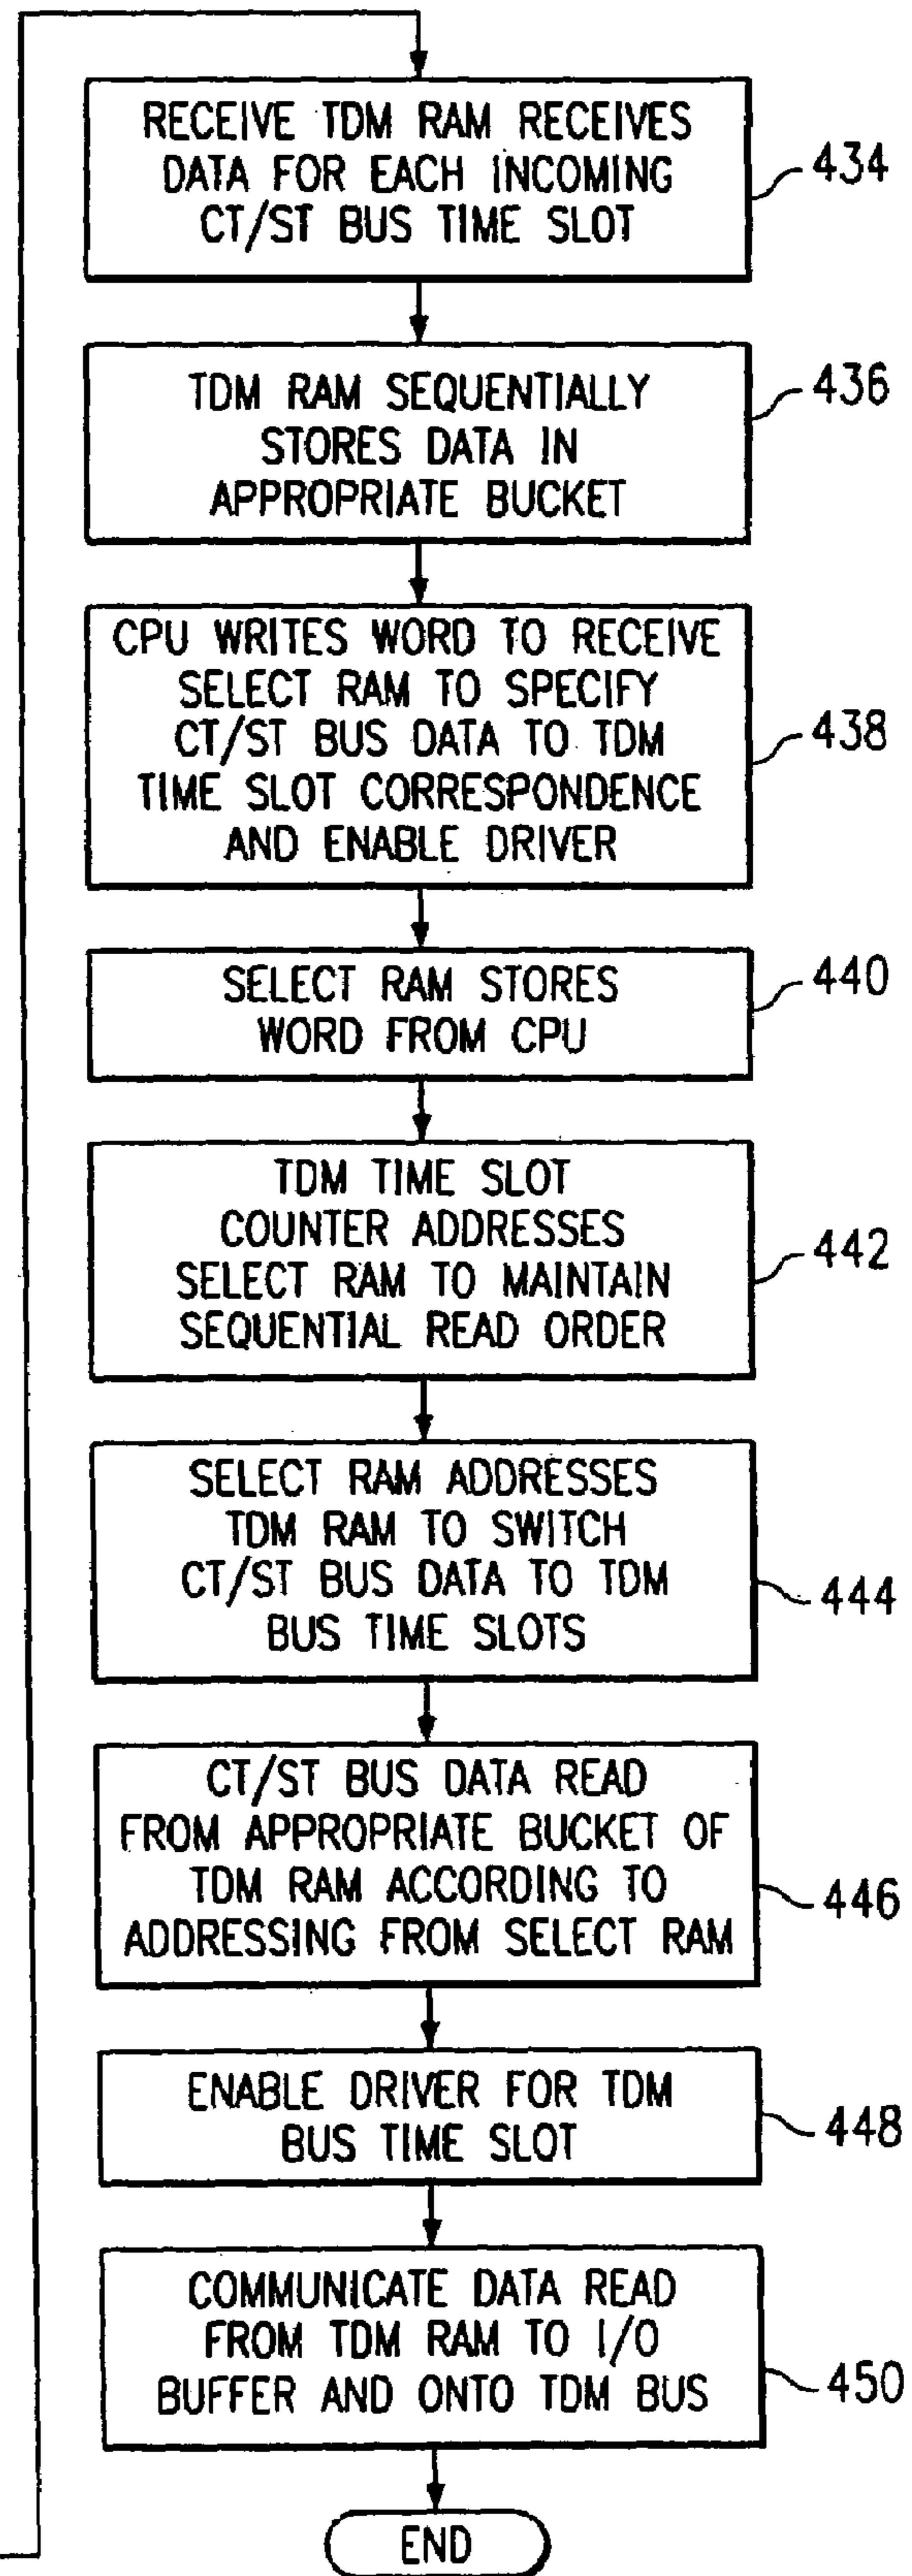 RECEIVE TDM RAM RECEIVES
DATA FOR EACH INCOMING
CT/ST BUS TIME SLOT
434
TDM RAM SEQUENTIALLY
STORES DATA IN
APPROPRIATE BUCKET
436
CPU WRITES WORD TO RECEIVE
SELECT RAM TO SPECIFY
CT/ST BUS DATA TO TDM
TIME SLOT CORRESPONDENCE
AND ENABLE DRIVER
438
SELECT RAM STORES
WORD FROM CPU
440
TDM TIME SLOT
COUNTER ADDRESSES
SELECT RAM TO MAINTAIN
SEQUENTIAL READ ORDER
442
SELECT RAM ADDRESSES
TDM RAM TO SWITCH
CT/ST BUS DATA TO TDM
BUS TIME SLOTS
444
CT/ST BUS DATA READ
FROM APPROPRIATE BUCKET OF
TDM RAM ACCORDING TO
ADDRESSING FROM SELECT RAM
446
ENABLE DRIVER FOR TDM
BUS TIME SLOT
448
COMMUNICATE DATA READ
FROM TDM RAM TO I/O
BUFFER AND ONTO TDM BUS
450
END